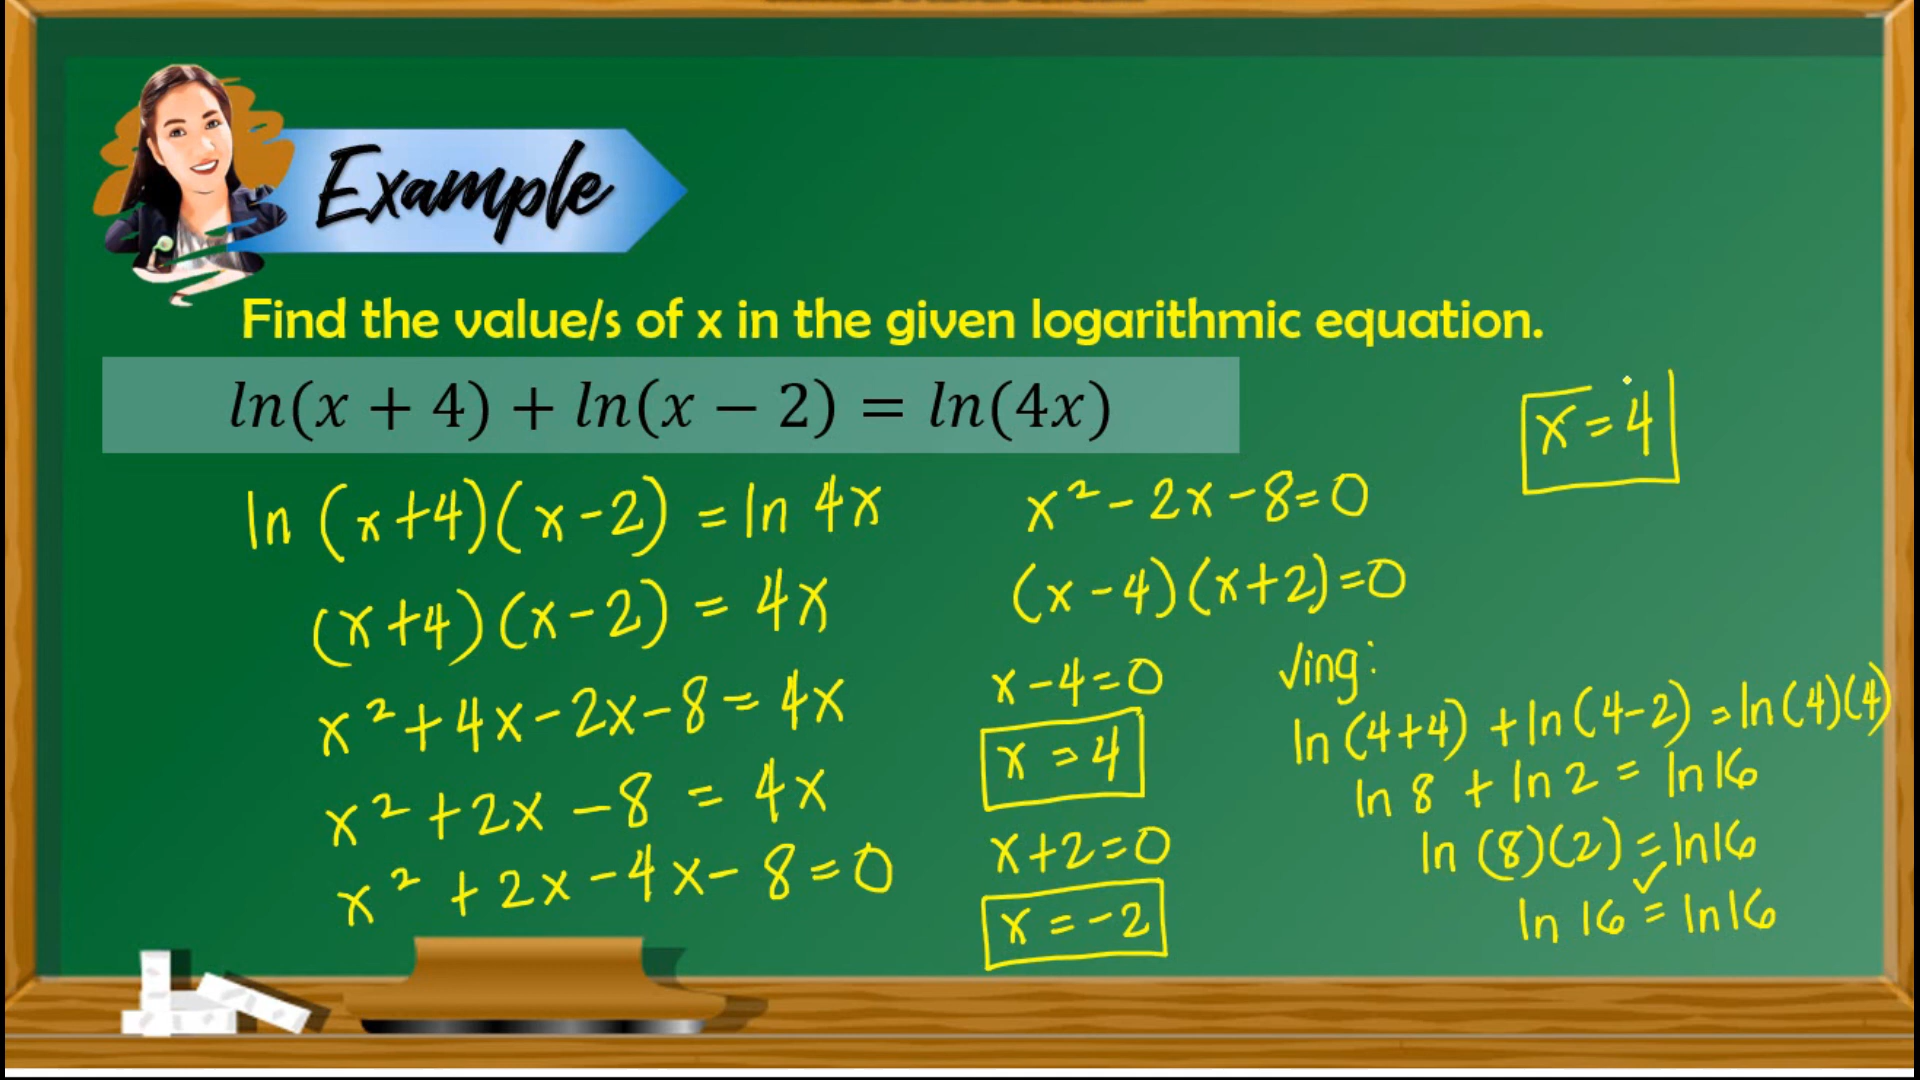 Example
Find the value/s of x in the given logarithmic equation.
ln(x + 4) + ln(x − 2) = ln(4x)
ln (x+4)(x-2) = ln 4x
(x+4)(x-2) = 4x
x² + 4x - 2x - 8 = 4x
x² + 2x - 8 = 4x
x² + 2x - 4x - 8 = 0
x² - 2x - 8 = 0
(x - 4)(x+2) = 0
x - 4 = 0
x = 4
x + 2 = 0
x = -2
√ing:
ln (4+4) + ln (4-2) = ln (4)(4)
ln 8 + ln 2 = ln 16
ln (8)(2) = ln 16
ln 16 =✓ ln 16
x = 4